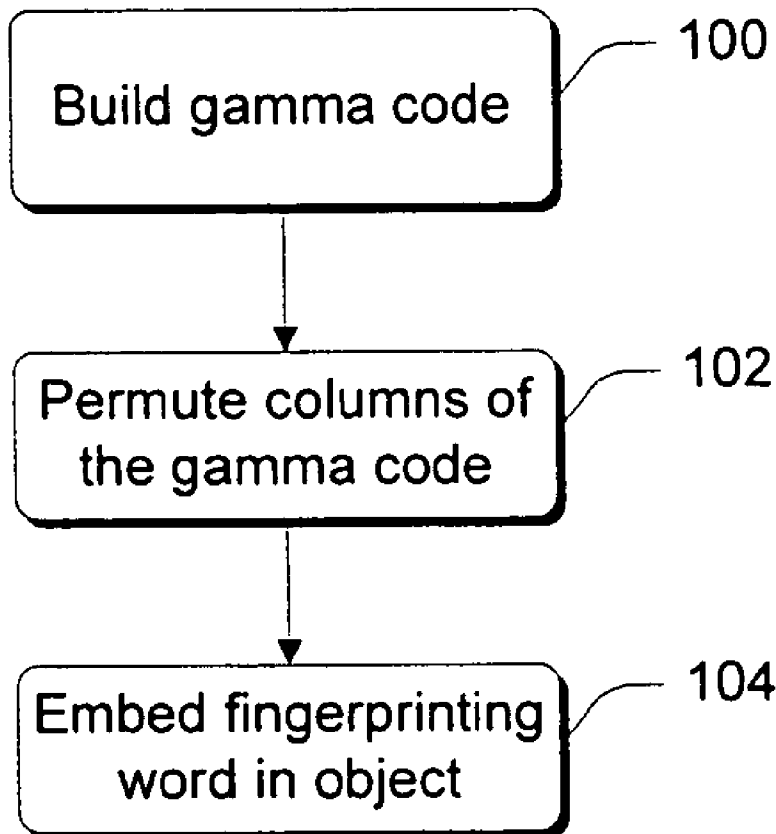 Build gamma code
100
Permute columns of
the gamma code
102
Embed fingerprinting
word in object
104